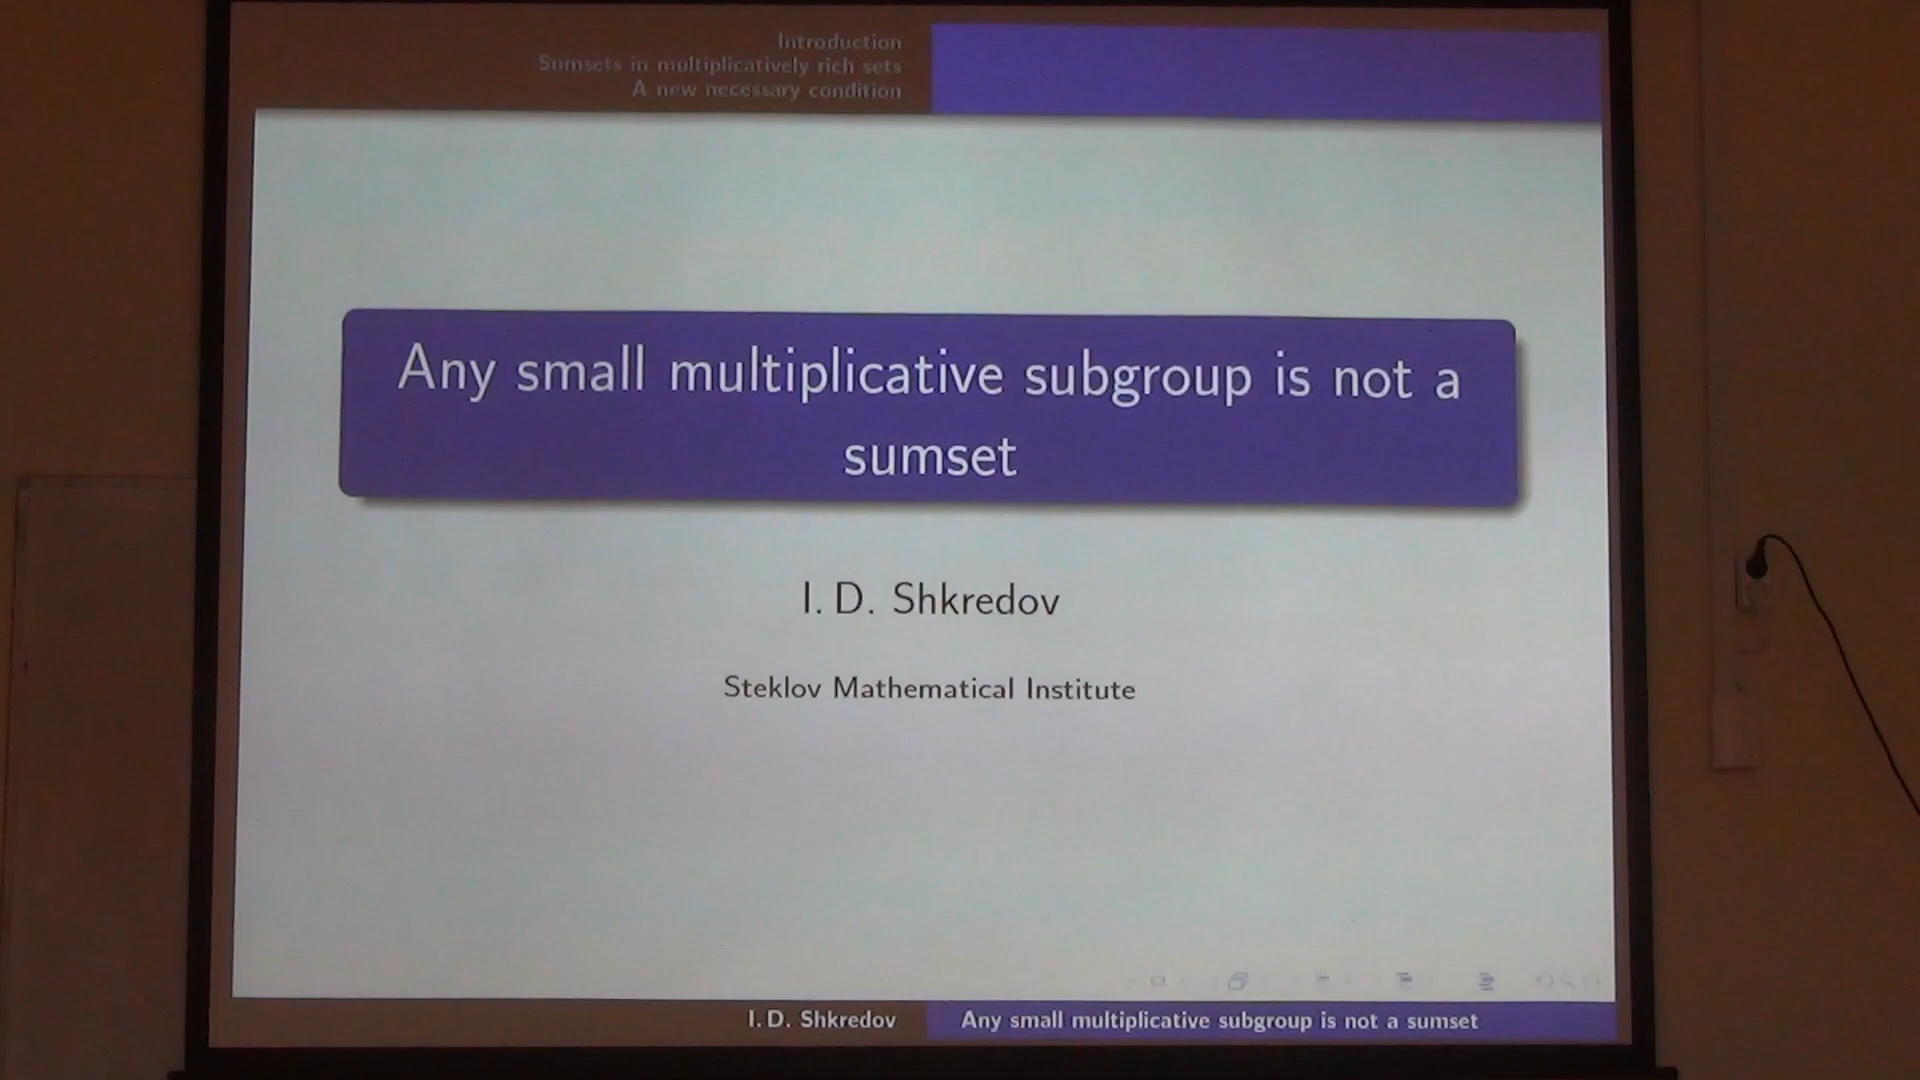 Introduction
Sumsets in multiplicatively rich sets
A new necessary condition
Any small multiplicative subgroup is not a
sumset
I. D. Shkredov
Steklov Mathematical Institute
I. D. Shkredov
Any small multiplicative subgroup is not a sumset